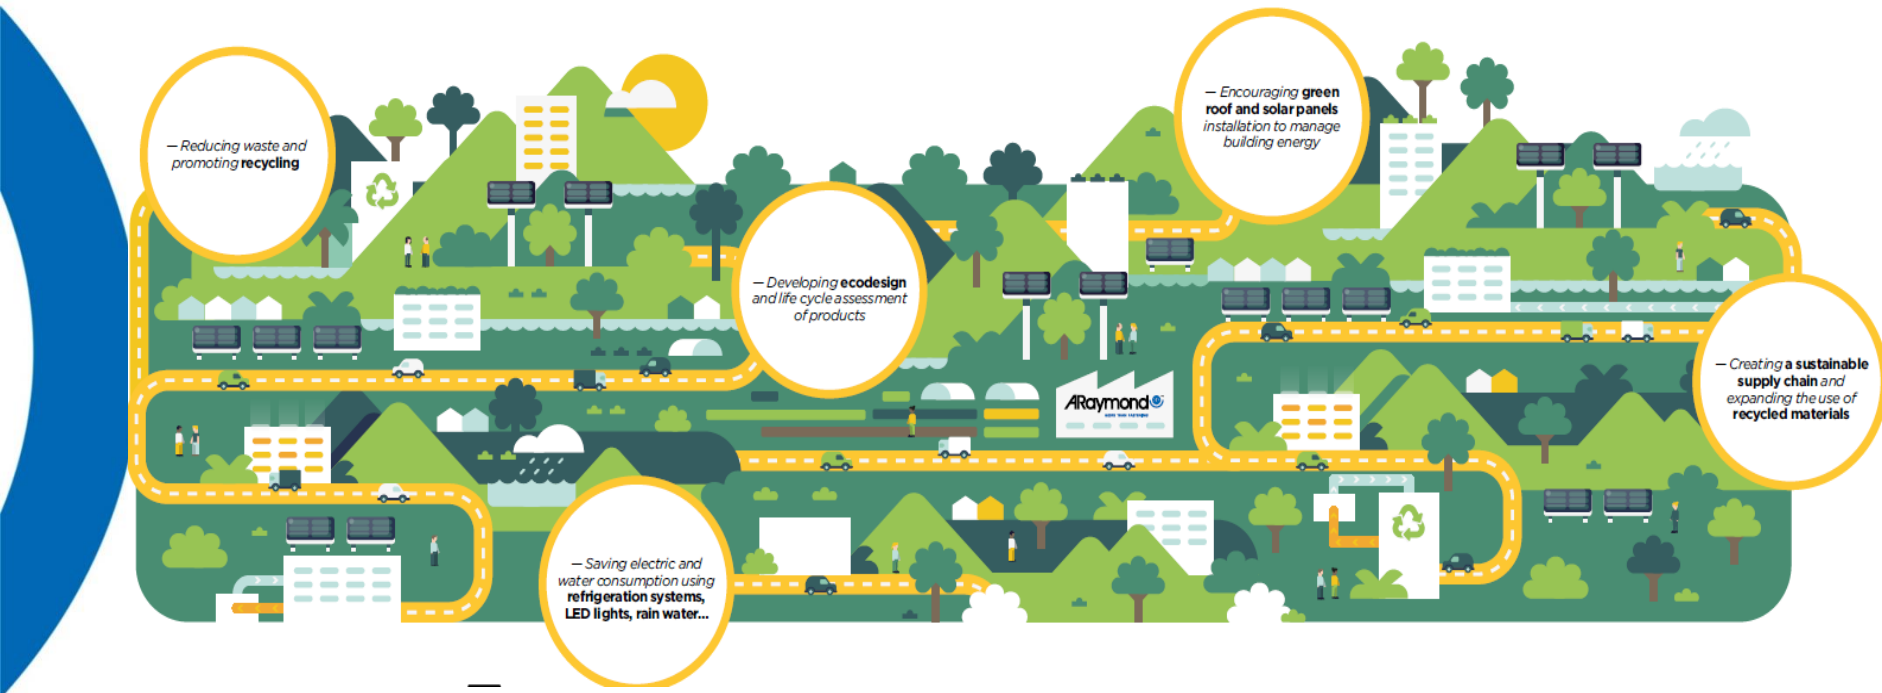 — Reducing waste and
promoting recycling
— Developing ecodesign
and life cycle assessment
of products
— Saving electric and
water consumption using
refrigeration systems,
LED lights, rain water...
— Encouraging green
roof and solar panels
installation to manage
building energy
— Creating a sustainable
supply chain and
expanding the use of
recycled materials
ARaymond